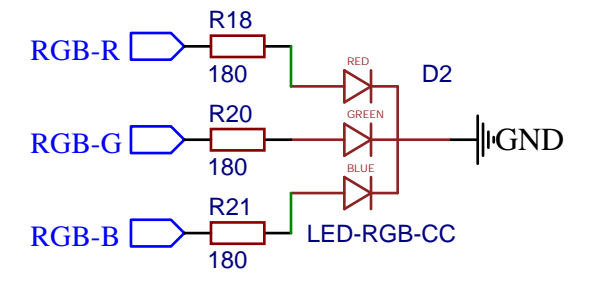 R18
RGB-R
180
RED
D2
R20
GREEN
RGB-G
GND
180
BLUE
R21
RGB-B
LED-RGB-CC
180